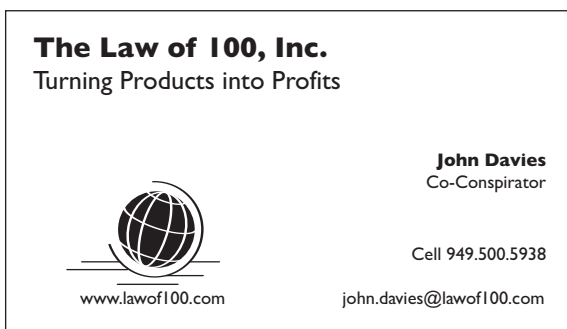 The Law of 100, Inc.
Turning Products into Profits
John Davies
Co-Conspirator
Cell 949.500.5938
www.lawof100.com
john.davies@lawof100.com